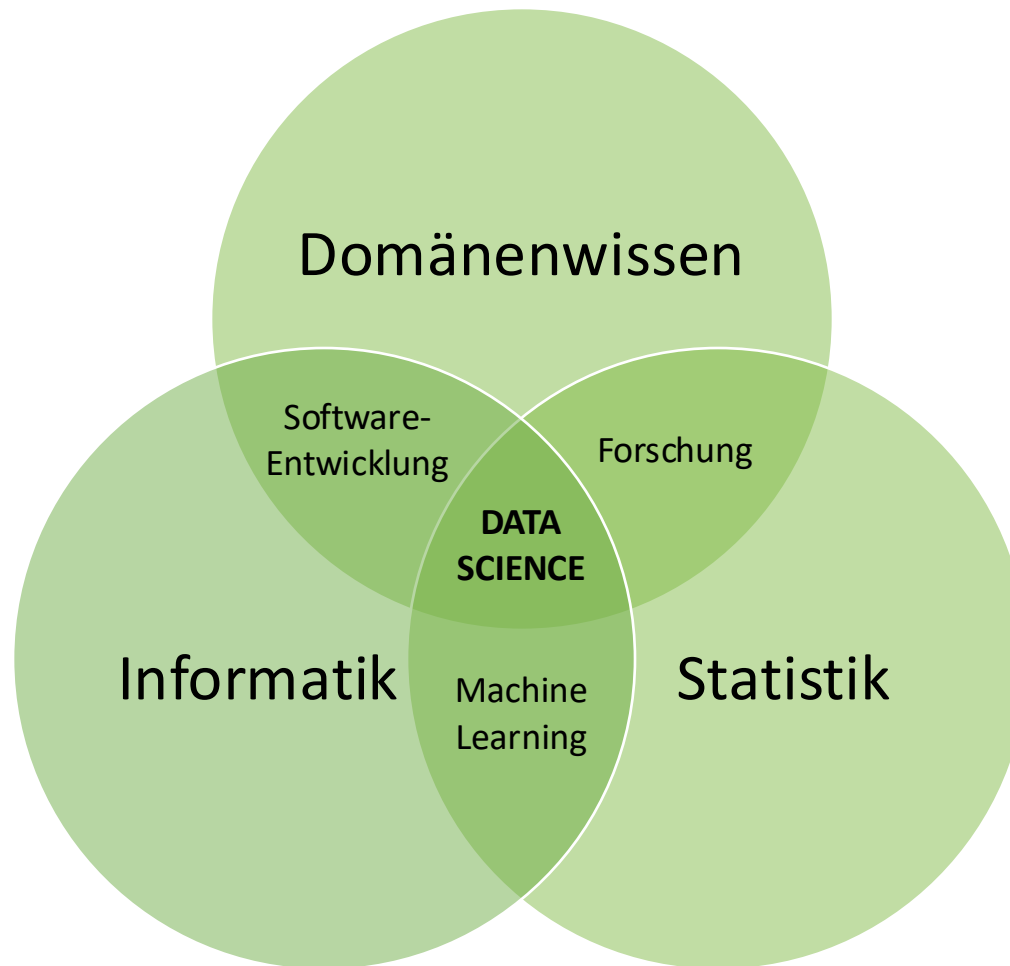 Domänenwissen
Software-
Entwicklung
Forschung
DATA
SCIENCE
Informatik
Statistik
Machine
Learning